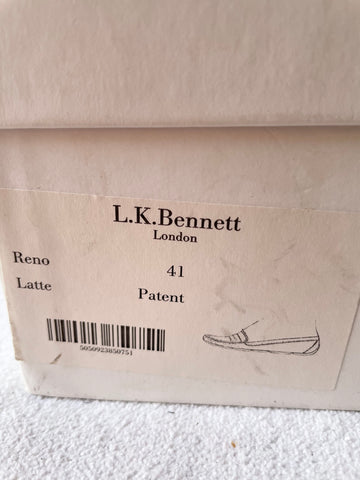 L.K.Bennett
London
Reno
41
Latte
Patent
5050923850751